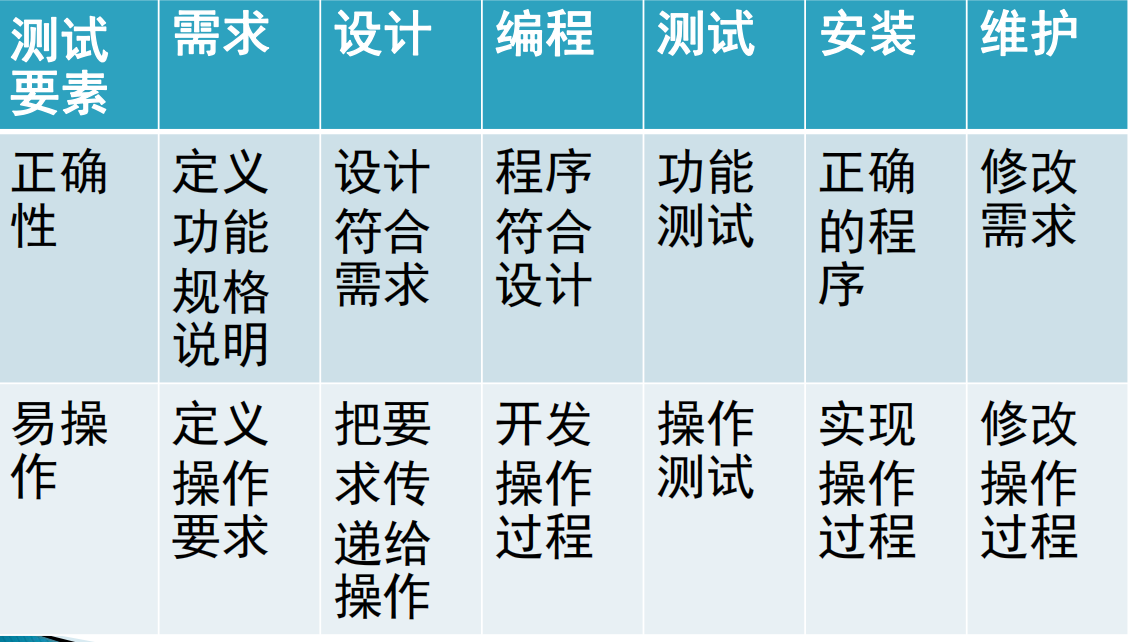 测试
要素
需求
设计
编程
测试
安装
维护
正确
性
定义
功能
规格
说明
设计
符合
需求
程序
符合
设计
功能
测试
正确
的程
序
修改
需求
易操
作
定义
操作
要求
把要
求传
递给
操作
开发
操作
过程
操作
测试
实现
操作
过程
修改
操作
过程